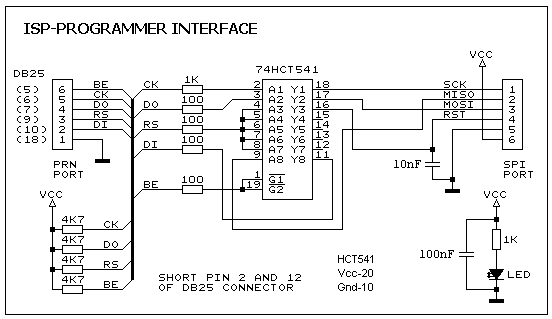 ISP-PROGRAMMER INTERFACE
DB25
(5) 6 BE
(6) 5 CK
(7) 4 DO
(9) 3 RS
(10) 2 DI
(18) 1
PRN
PORT
74HCT541
CK 1K 2 A1 Y1 18 SCK 1
DO 100 3 A2 Y2 17 MISO 2
4 A3 Y3 16 MOSI 3
RS 100 5 A4 Y4 15 RST 4
6 A5 Y5 14 5
DI 100 7 A6 Y6 13 6
8 A7 Y7 12
9 A8 Y8 11
BE 100 1 G1
19 G2
VCC
10nF
SPI
PORT
VCC
4K7 CK
4K7 DO
4K7 RS
4K7 BE
SHORT PIN 2 AND 12
OF DB25 CONNECTOR
HCT541
Vcc-20
Gnd-10
VCC
1K
100nF
LED